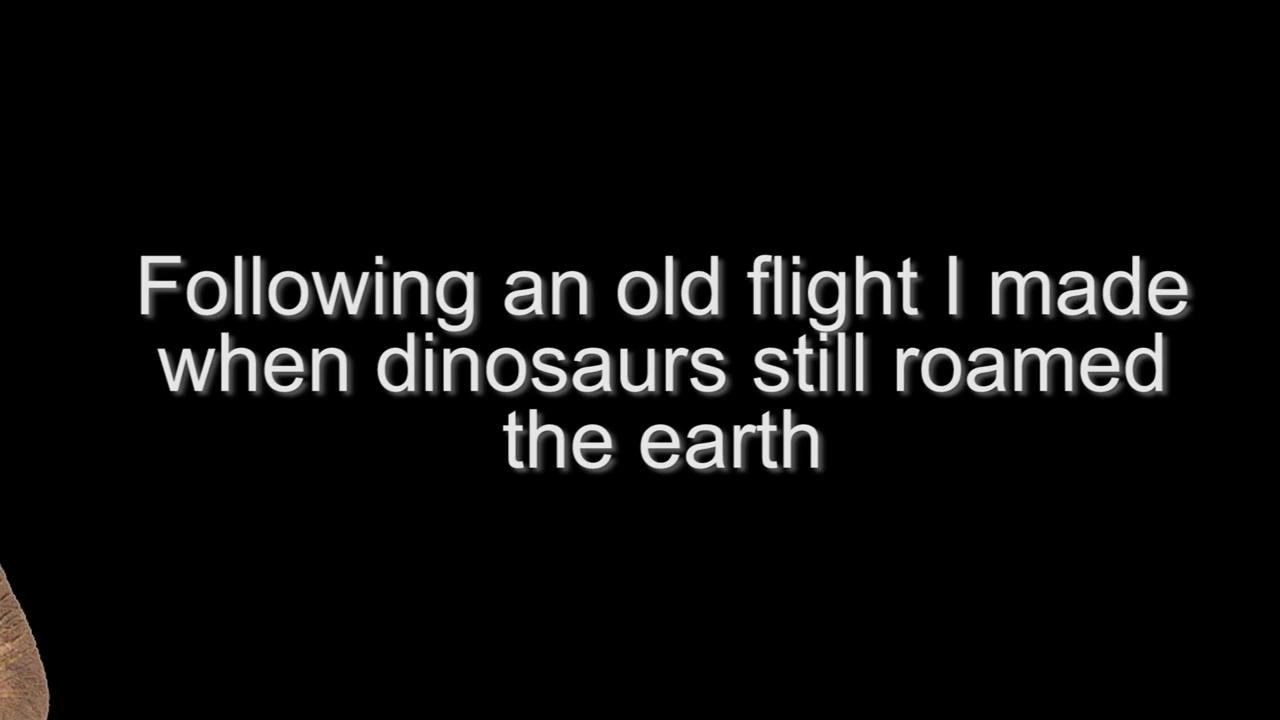 Following an old flight I made
when dinosaurs still roamed
the earth